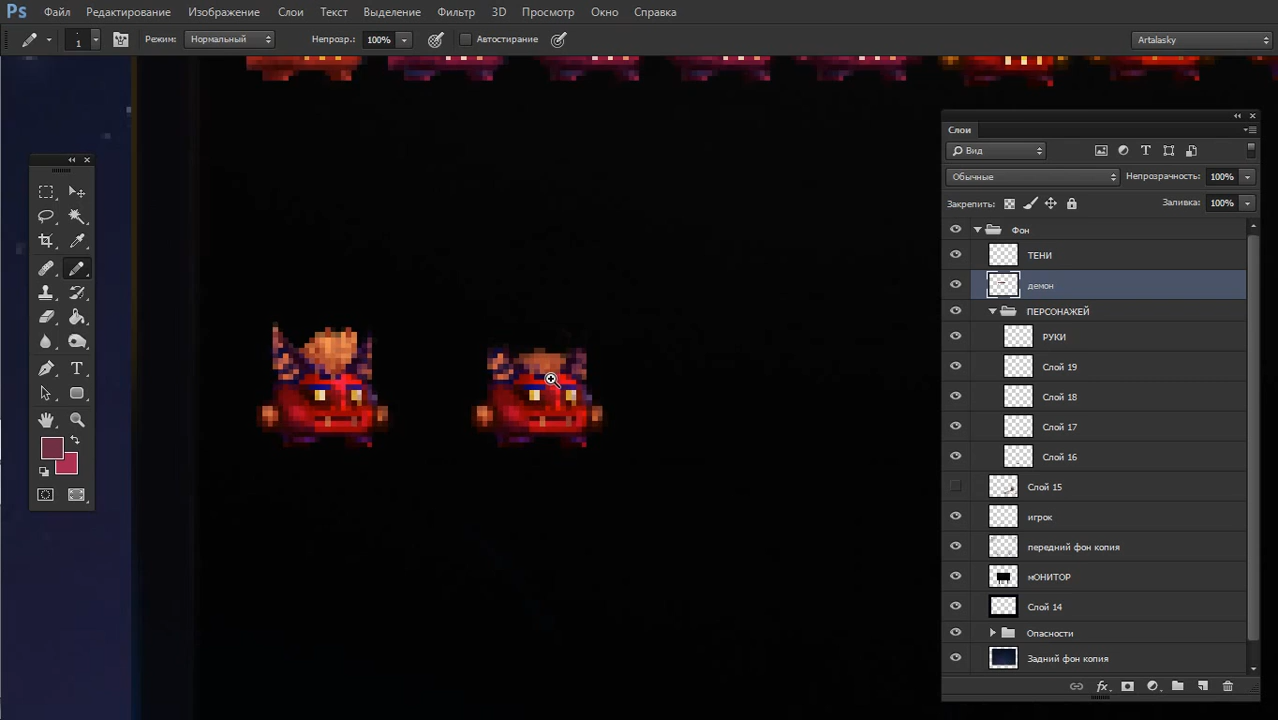 Ps Файл Редактирование Изображение Слои Текст Выделение Фильтр 3D Просмотр Окно Справка
1 Режим: Нормальный Непрозр.: 100% Автостирание Artalasky
Слои
Вид
Обычные Непрозрачность: 100%
Закрепить: Заливка: 100%
Фон
ТЕНИ
демон
ПЕРСОНАЖЕЙ
РУКИ
Слой 19
Слой 18
Слой 17
Слой 16
Слой 15
игрок
передний фон копия
мОНИТОР
Слой 14
Опасности
Задний фон копия